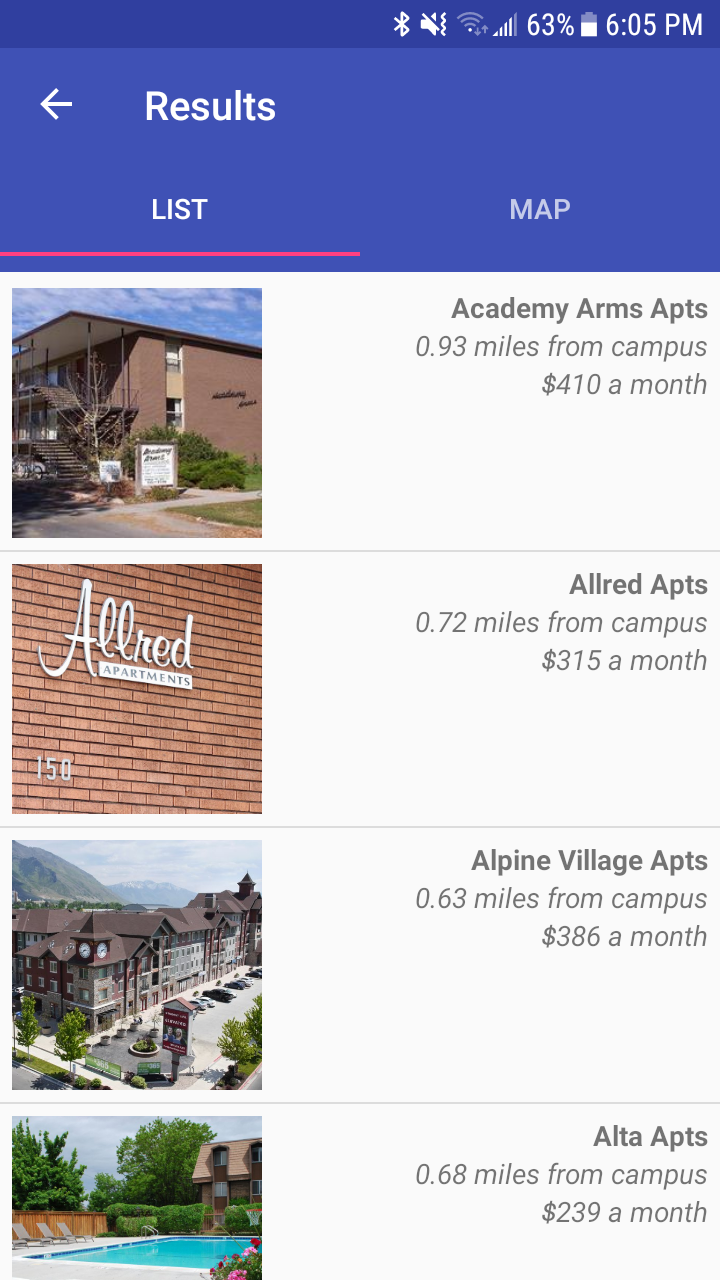 63% 6:05 PM
Results
LIST
MAP
Academy Arms Apts
0.93 miles from campus
$410 a month
Academy
Arms
Allred Apts
0.72 miles from campus
$315 a month
Allred
APARTMENTS
150
Alpine Village Apts
0.63 miles from campus
$386 a month
Alta Apts
0.68 miles from campus
$239 a month